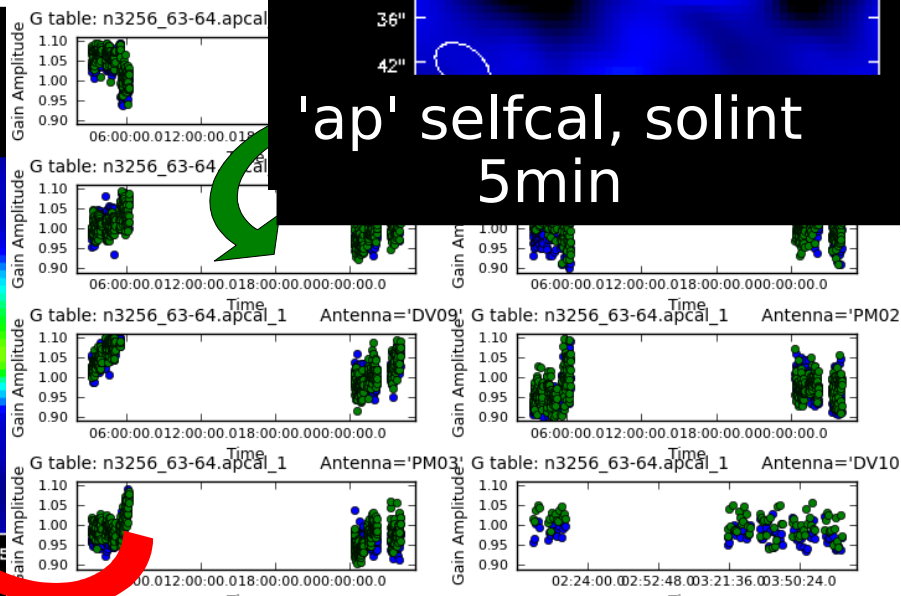 G table: n3256_63-64.apcal
36"
42"
'ap' selfcal, solint
5min
Gain Amplitude
1.10
1.05
1.00
0.95
0.90
06:00:00.012:00:00.018
G table: n3256_63-64.apcal
Gain Amplitude
1.10
1.05
1.00
0.95
0.90
06:00:00.012:00:00.018:00:00.000:00:00.0
Time
1.00
0.95
0.90
06:00:00.012:00:00.018:00:00.000:00:00.0
Time
G table: n3256_63-64.apcal_1 Antenna='DV09'
Gain Amplitude
1.10
1.05
1.00
0.95
0.90
06:00:00.012:00:00.018:00:00.000:00:00.0
Time
G table: n3256_63-64.apcal_1 Antenna='PM02
Gain Amplitude
1.10
1.05
1.00
0.95
0.90
06:00:00.012:00:00.018:00:00.000:00:00.0
Time
G table: n3256_63-64.apcal_1 Antenna='PM03'
Gain Amplitude
1.10
1.05
1.00
0.95
0.90
00:00.012:00:00.018:00:00.000:00:00.0
G table: n3256_63-64.apcal_1 Antenna='DV10
Gain Amplitude
1.10
1.05
1.00
0.95
0.90
02:24:00.002:52:48.003:21:36.003:50:24.0